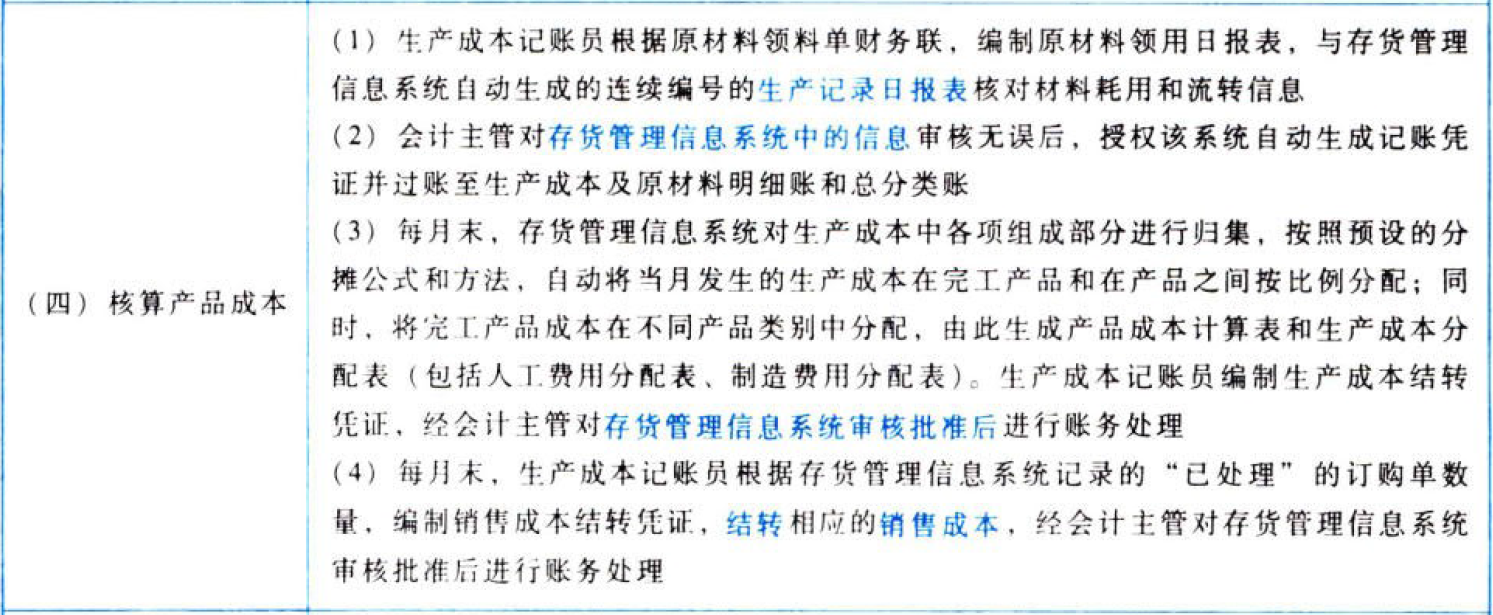 （四）核算产品成本
（1）生产成本记账员根据原材料领料单财务联，编制原材料领用日报表，与存货管理
信息系统自动生成的连续编号的生产记录日报表核对材料耗用和流转信息
（2）会计主管对存货管理信息系统中的信息审核无误后，授权该系统自动生成记账凭
证并过账至生产成本及原材料明细账和总分类账
（3）每月末，存货管理信息系统对生产成本中各项组成部分进行归集，按照预设的分
摊公式和方法，自动将当月发生的生产成本在完工产品和在产品之间按比例分配；同
时，将完工产品成本在不同产品类别中分配，由此生成产品成本计算表和生产成本分
配表（包括人工费用分配表、制造费用分配表）。生产成本记账员编制生产成本结转
凭证，经会计主管对存货管理信息系统审核批准后进行账务处理
（4）每月末，生产成本记账员根据存货管理信息系统记录的“已处理”的订购单数
量，编制销售成本结转凭证，结转相应的销售成本，经会计主管对存货管理信息系统
审核批准后进行账务处理